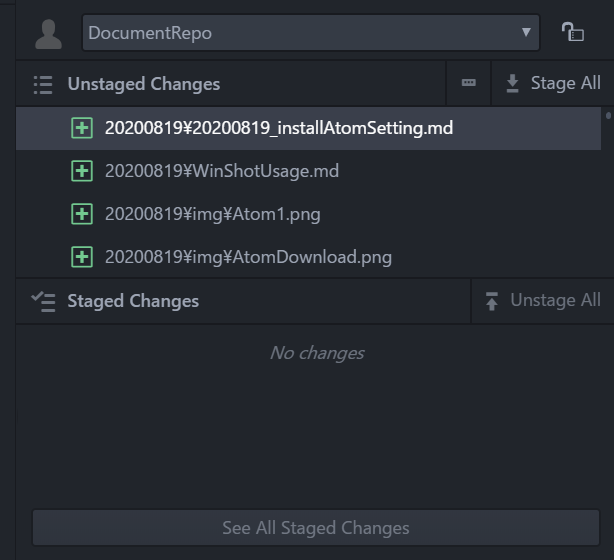 DocumentRepo
Unstaged Changes
Stage All
20200819¥20200819_installAtomSetting.md
20200819¥WinShotUsage.md
20200819¥img¥Atom1.png
20200819¥img¥AtomDownload.png
Staged Changes
Unstage All
No changes
See All Staged Changes